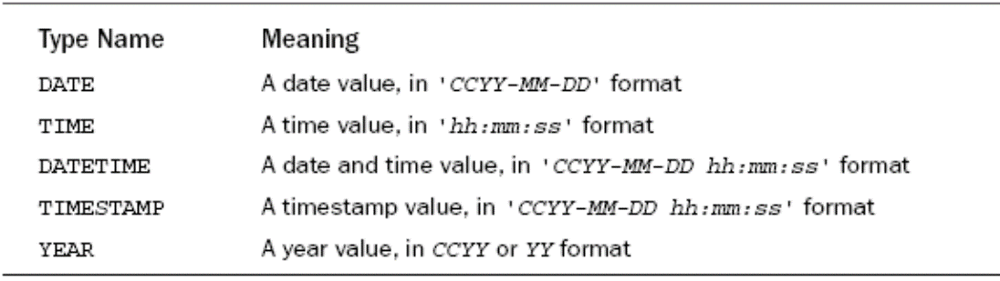 Type Name Meaning
DATE A date value, in 'CCYY-MM-DD' format
TIME A time value, in 'hh:mm:ss' format
DATETIME A date and time value, in 'CCYY-MM-DD hh:mm:ss' format
TIMESTAMP A timestamp value, in 'CCYY-MM-DD hh:mm:ss' format
YEAR A year value, in CCYY or YY format